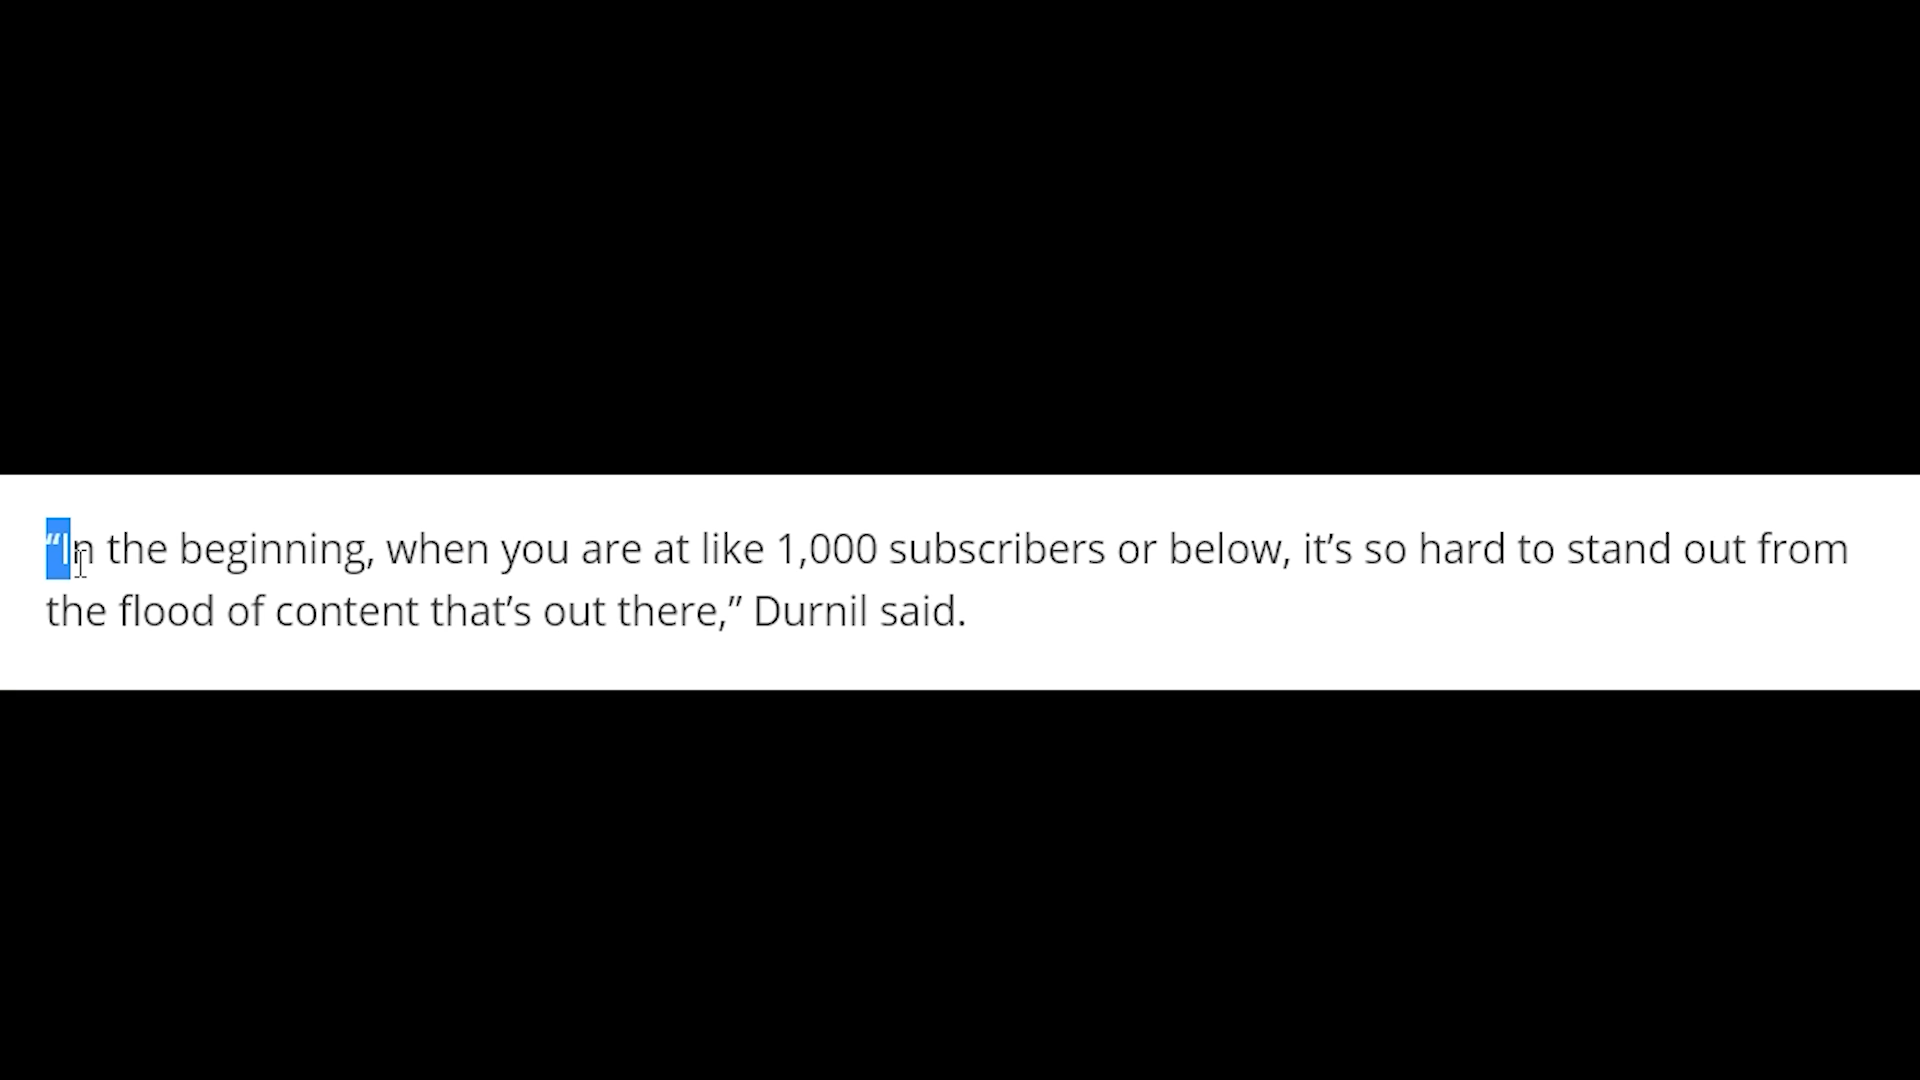 “In the beginning, when you are at like 1,000 subscribers or below, it’s so hard to stand out from
the flood of content that’s out there,” Durnil said.